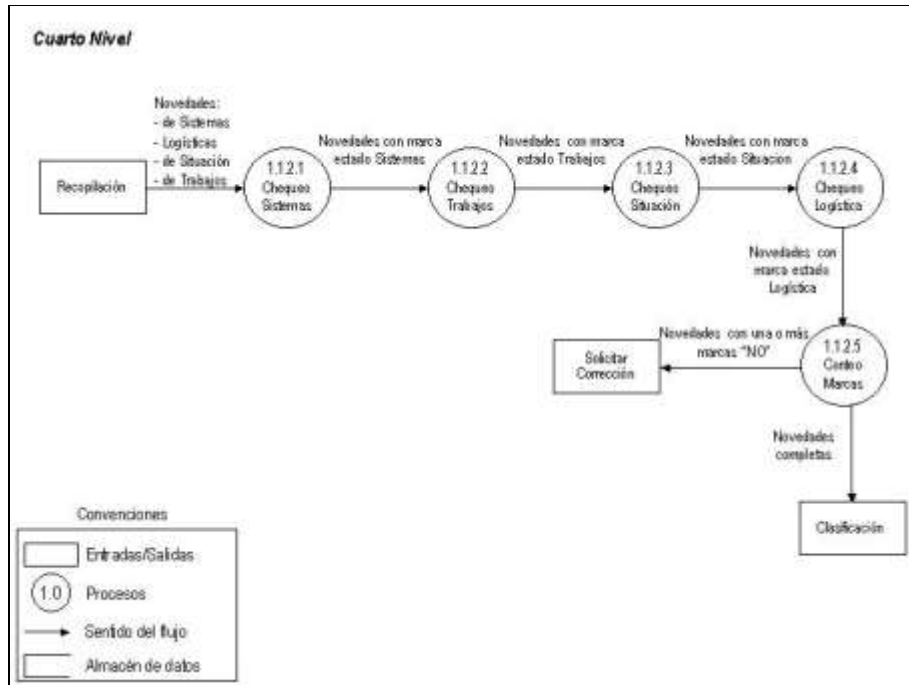 Cuarto Nivel
Novedades:
- de Sistemas
- Logísticas
- de Situación
- de Trabajos
Recopilación
1.1.2.1
Chequeo
Sistemas
Novedades con marca
estado Sistemas
1.1.2.2
Chequeo
Trabajos
Novedades con marca
estado Trabajos
1.1.2.3
Chequeo
Situación
Novedades con marca
estado Situacion
1.1.2.4
Chequeo
Logística
Novedades con
marca estado
Logística
1.1.2.5
Conteo
Marcas
Novedades con una o más
marcas "NO"
Solicitar
Corrección
Novedades
completas
Clasificación
Convenciones
Entradas/Salidas
1.0
Procesos
Sentido del flujo
Almacén de datos